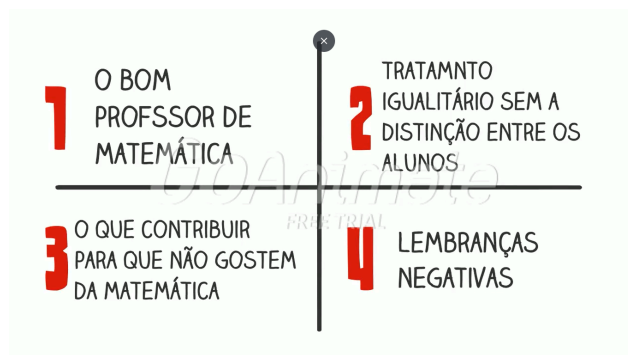 1
O BOM
PROFSSOR DE
MATEMÁTICA
2
TRATAMNTO
IGUALITÁRIO SEM A
DISTINÇÃO ENTRE OS
ALUNOS
GOAnimate
FREE TRIAL
3
O QUE CONTRIBUIR
PARA QUE NÃO GOSTEM
DA MATEMÁTICA
4
LEMBRANÇAS
NEGATIVAS